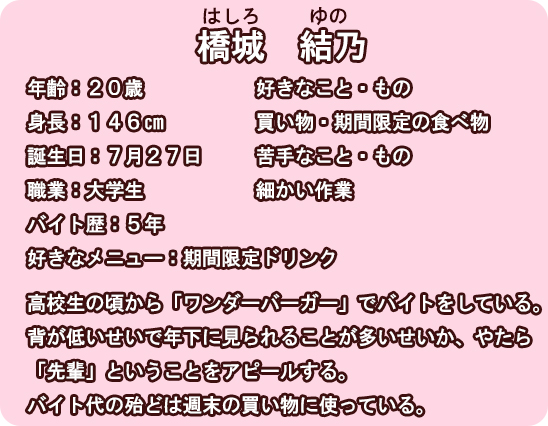 はしろ　ゆの
橋城　結乃
年齢：２０歳
身長：１４６㎝
誕生日：７月２７日
職業：大学生
バイト歴：５年
好きなメニュー：期間限定ドリンク
好きなこと・もの
買い物・期間限定の食べ物
苦手なこと・もの
細かい作業
高校生の頃から「ワンダーバーガー」でバイトをしている。
背が低いせいで年下に見られることが多いせいか、やたら
「先輩」ということをアピールする。
バイト代の殆どは週末の買い物に使っている。